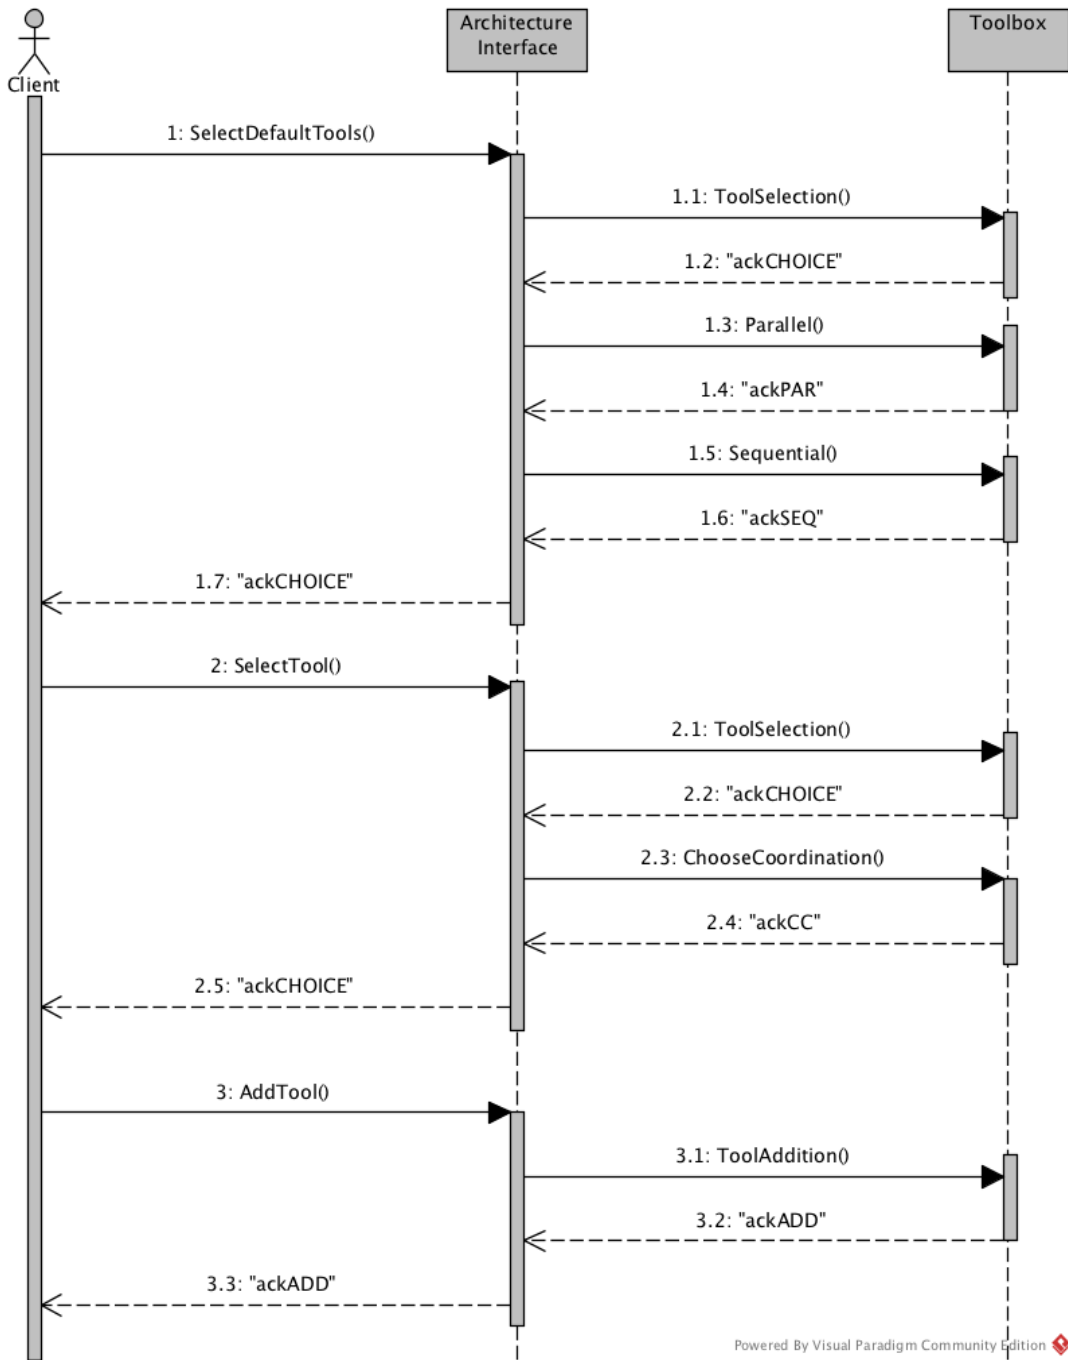 Architecture
Interface
Toolbox
Client
1: SelectDefaultTools()
1.1: ToolSelection()
1.2: "ackCHOICE"
1.3: Parallel()
1.4: "ackPAR"
1.5: Sequential()
1.6: "ackSEQ"
1.7: "ackCHOICE"
2: SelectTool()
2.1: ToolSelection()
2.2: "ackCHOICE"
2.3: ChooseCoordination()
2.4: "ackCC"
2.5: "ackCHOICE"
3: AddTool()
3.1: ToolAddition()
3.2: "ackADD"
3.3: "ackADD"
Powered By Visual Paradigm Community Edition